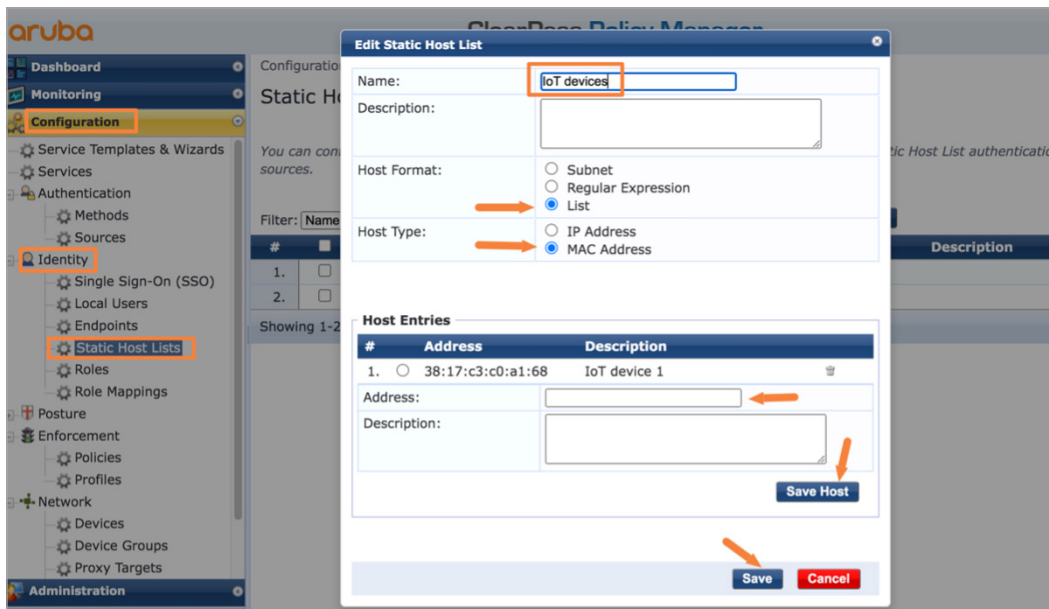 aruba
ClearPass Policy Manager
Dashboard
Monitoring
Configuration
Service Templates & Wizards
Services
Authentication
Methods
Sources
Identity
Single Sign-On (SSO)
Local Users
Endpoints
Static Host Lists
Roles
Role Mappings
Posture
Enforcement
Policies
Profiles
Network
Devices
Device Groups
Proxy Targets
Administration
Configuratio
Static H
You can con
sources.
tic Host List authenticatio
Filter: Name
# Description
1.
2.
Showing 1-2
Edit Static Host List
Name: IoT devices
Description:
Host Format: Subnet
Regular Expression
List
Host Type: IP Address
MAC Address
Host Entries
# Address Description
1. 38:17:c3:c0:a1:68 IoT device 1
Address:
Description:
Save Host
Save Cancel